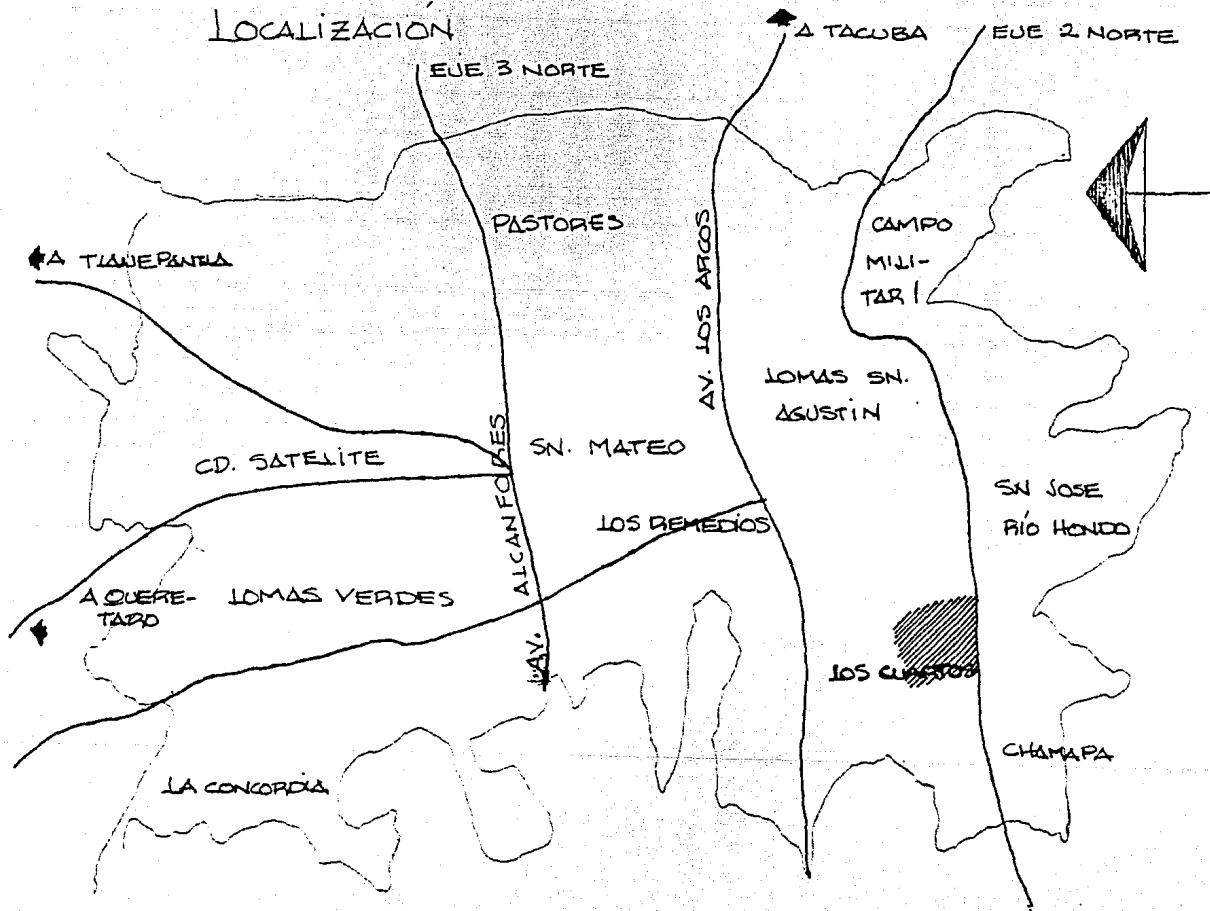 LOCALIZACIÓN
A TACUBA
EJE 2 NORTE
EJE 3 NORTE
PASTORES
CAMPO
MILI-
TAR 1
A TLANEPANTLA
AV. LOS ARCOS
LOMAS SN.
AGUSTIN
CD. SATELITE
SN. MATEO
AV. ALCANFORES
SN JOSE
RÍO HONDO
LOS REMEDIOS
A QUERE-
TARO
LOMAS VERDES
LOS CUARTOS
CHAMAPA
LA CONCORDIA